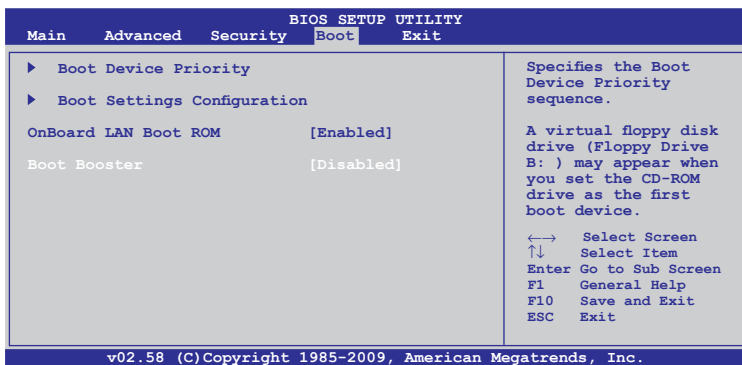 BIOS SETUP UTILITY
Main Advanced Security Boot Exit
▶ Boot Device Priority
▶ Boot Settings Configuration
OnBoard LAN Boot ROM [Enabled]
Boot Booster [Disabled]
Specifies the Boot
Device Priority
sequence.
A virtual floppy disk
drive (Floppy Drive
B: ) may appear when
you set the CD-ROM
drive as the first
boot device.
←→ Select Screen
↑↓ Select Item
Enter Go to Sub Screen
F1 General Help
F10 Save and Exit
ESC Exit
v02.58 (C)Copyright 1985-2009, American Megatrends, Inc.